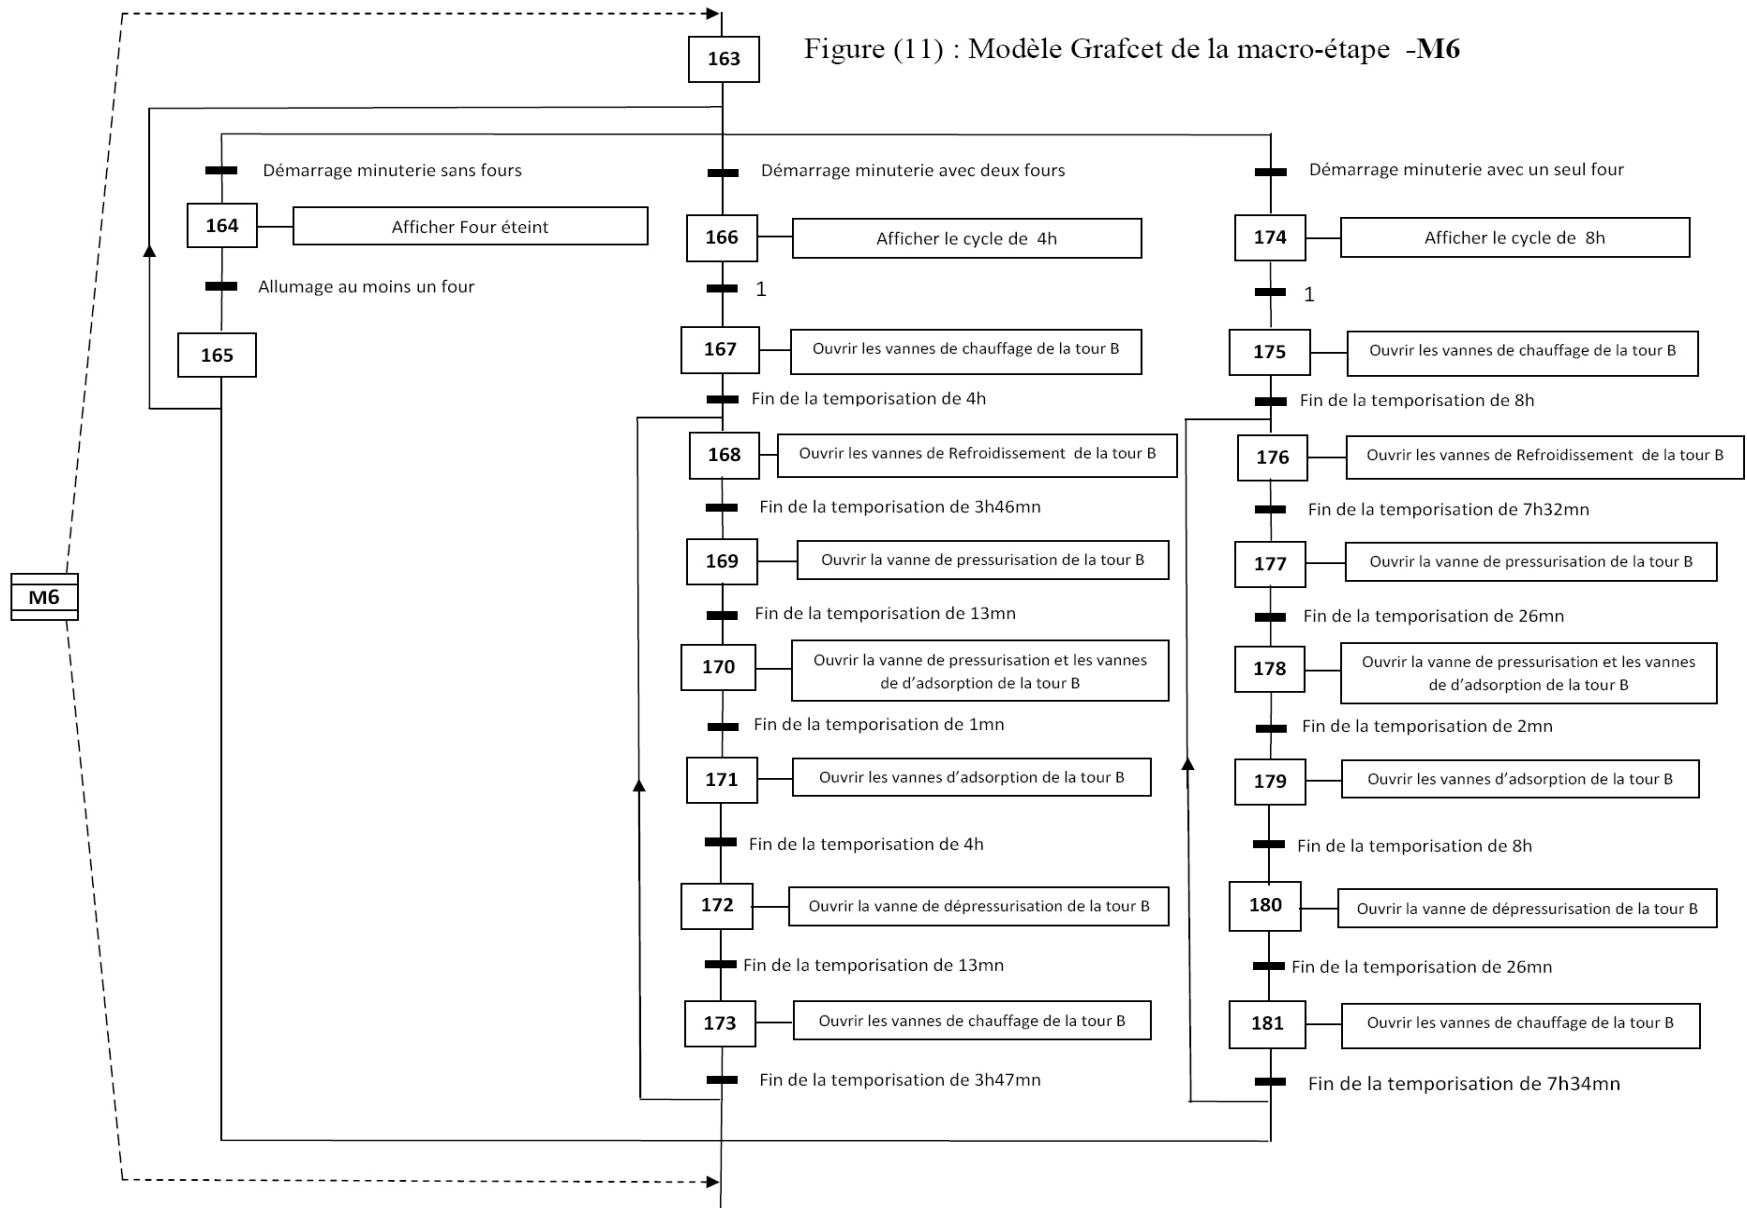 Figure (11) : Modèle Grafcet de la macro-étape -M6
163
Démarrage minuterie sans fours
164
Afficher Four éteint
Allumage au moins un four
165
M6
Démarrage minuterie avec deux fours
166
Afficher le cycle de 4h
1
167
Ouvrir les vannes de chauffage de la tour B
Fin de la temporisation de 4h
168
Ouvrir les vannes de Refroidissement de la tour B
Fin de la temporisation de 3h46mn
169
Ouvrir la vanne de pressurisation de la tour B
Fin de la temporisation de 13mn
170
Ouvrir la vanne de pressurisation et les vannes
de d'adsorption de la tour B
Fin de la temporisation de 1mn
171
Ouvrir les vannes d'adsorption de la tour B
Fin de la temporisation de 4h
172
Ouvrir la vanne de dépressurisation de la tour B
Fin de la temporisation de 13mn
173
Ouvrir les vannes de chauffage de la tour B
Fin de la temporisation de 3h47mn
Démarrage minuterie avec un seul four
174
Afficher le cycle de 8h
1
175
Ouvrir les vannes de chauffage de la tour B
Fin de la temporisation de 8h
176
Ouvrir les vannes de Refroidissement de la tour B
Fin de la temporisation de 7h32mn
177
Ouvrir la vanne de pressurisation de la tour B
Fin de la temporisation de 26mn
178
Ouvrir la vanne de pressurisation et les vannes
de d'adsorption de la tour B
Fin de la temporisation de 2mn
179
Ouvrir les vannes d'adsorption de la tour B
Fin de la temporisation de 8h
180
Ouvrir la vanne de dépressurisation de la tour B
Fin de la temporisation de 26mn
181
Ouvrir les vannes de chauffage de la tour B
Fin de la temporisation de 7h34mn